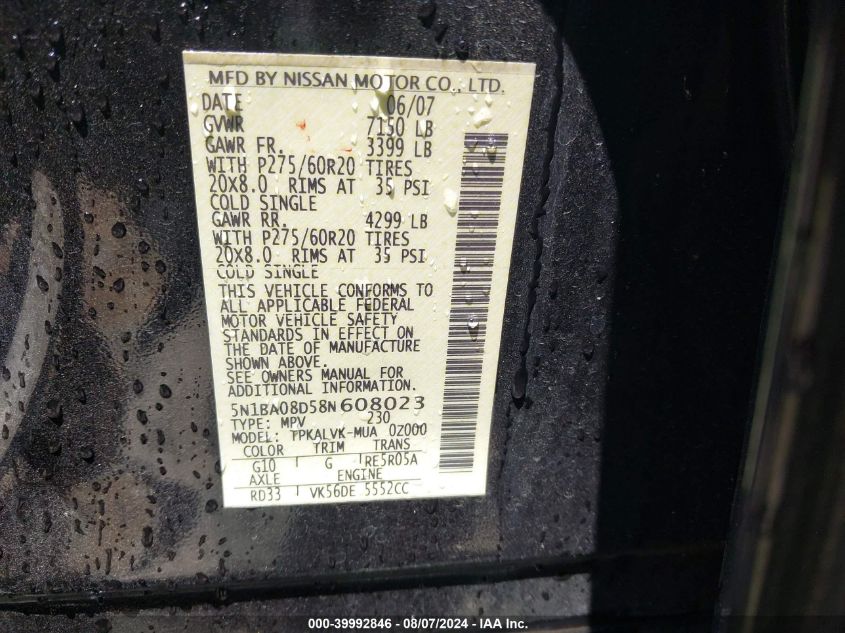 MFD BY NISSAN MOTOR CO., LTD.
DATE 06/07
GVWR 7150 LB
GAWR FR. 3399 LB
WITH P275/60R20 TIRES
20X8.0 RIMS AT 35 PSI
COLD SINGLE
GAWR RR. 4299 LB
WITH P275/60R20 TIRES
20X8.0 RIMS AT 35 PSI
COLD SINGLE
THIS VEHICLE CONFORMS TO
ALL APPLICABLE FEDERAL
MOTOR VEHICLE SAFETY
STANDARDS IN EFFECT ON
THE DATE OF MANUFACTURE
SHOWN ABOVE.
SEE OWNERS MANUAL FOR
ADDITIONAL INFORMATION.
5N1BA08D58N608023
TYPE: MPV 230
MODEL: TPKALVK-MUA 0Z000
COLOR TRIM TRANS
G10 G RE5R05A
AXLE ENGINE
RD33 VK56DE 5552CC
000-39992846 - 08/07/2024 - IAA Inc.